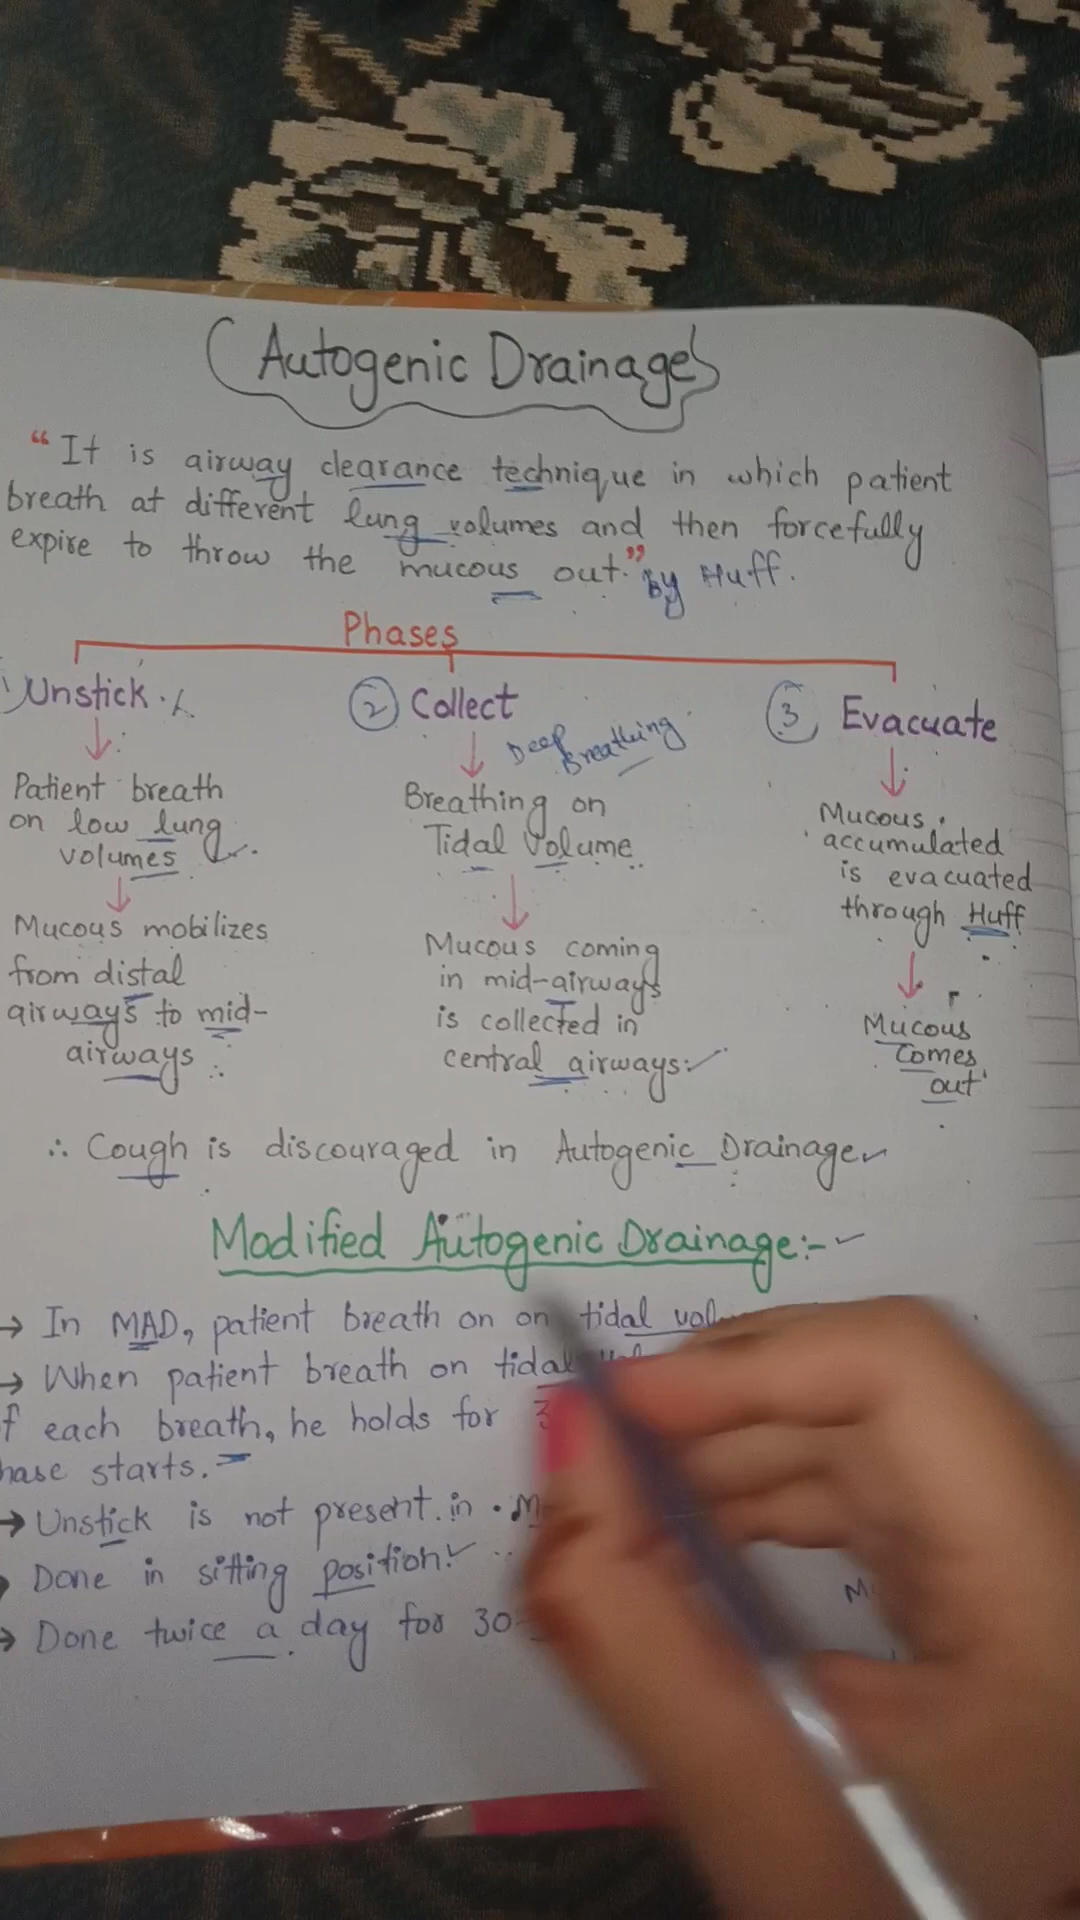 Autogenic Drainage
"It is airway clearance technique in which patient
breath at different lung volumes and then forcefully
expire to throw the mucous out." By Huff.
Phases
Unstick.
Patient breath
on low lung
volumes
Mucous mobilizes
from distal
airways to mid-
airways
② Collect
Deep
Breathing
Breathing on
Tidal Volume
Mucous coming
in mid-airways
is collected in
central airways
③ Evacuate
Mucous
accumulated
is evacuated
through Huff
Mucous
comes
out
∴ Cough is discouraged in Autogenic Drainage
Modified Autogenic Drainage:-
→ In MAD, patient breath on on tidal
→ When patient breath on tidal
each breath, he holds for 3
starts.
→ Unstick is not present in
Done in sitting position
→ Done twice a day for 30